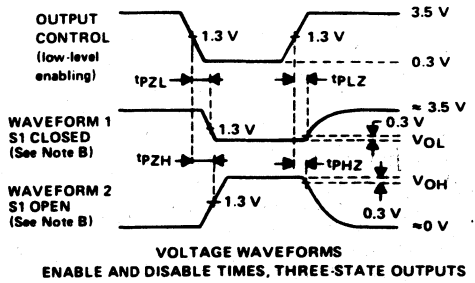 OUTPUT
CONTROL
(low-level
enabling)
1.3 V
1.3 V
3.5 V
0.3 V
tPZL
tPLZ
WAVEFORM 1
S1 CLOSED
(See Note B)
1.3 V
≈ 3.5 V
0.3 V
VOL
tPZH
tPHZ
WAVEFORM 2
S1 OPEN
(See Note B)
1.3 V
VOH
0.3 V
≈0 V
VOLTAGE WAVEFORMS
ENABLE AND DISABLE TIMES, THREE-STATE OUTPUTS